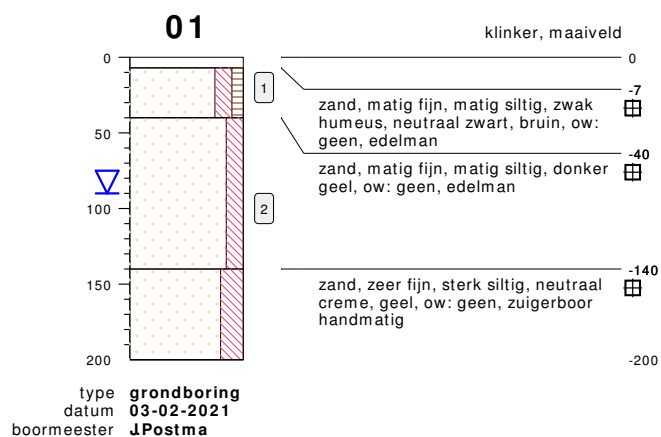 01
klinker, maaiveld
0
0
-7
1
zand, matig fijn, matig siltig, zwak
humeus, neutraal zwart, bruin, ow:
geen, edelman
50
-40
zand, matig fijn, matig siltig, donker
geel, ow: geen, edelman
100
2
-140
150
zand, zeer fijn, sterk siltig, neutraal
creme, geel, ow: geen, zuigerboor
handmatig
200
-200
type grondboring
datum 03-02-2021
boormeester J.Postma